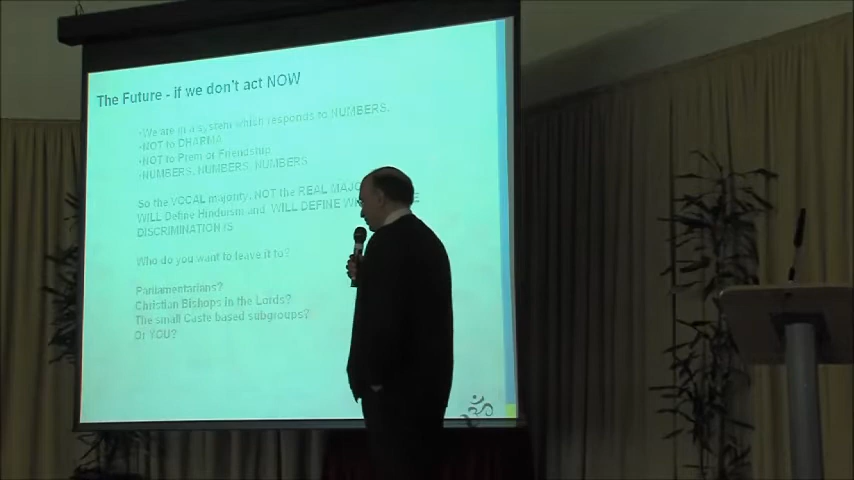 The Future - if we don't act NOW
•We are in a system which responds to NUMBERS.
•NOT to DHARMA
•NOT to Prem or Friendship
•NUMBERS, NUMBERS, NUMBERS
So the VOCAL majority, NOT the REAL
WILL Define Hinduism and WILL DEFINE
DISCRIMINATION IS
Who do you want to leave it to?
Parliamentarians?
Christian Bishops in the Lords?
The small Caste based subgroups?
Or YOU?
ॐ